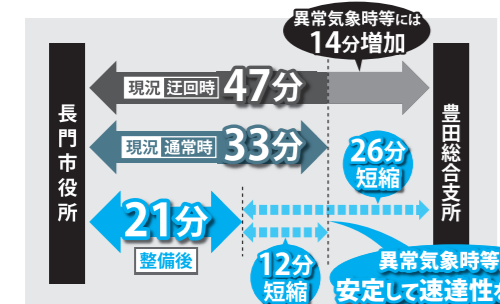 異常気象時等には
14分増加
長門市役所
豊田総合支所
現況 迂回時 47分
現況 通常時 33分
26分
短縮
21分
整備後
12分
短縮
異常気象時等
安定して速達性